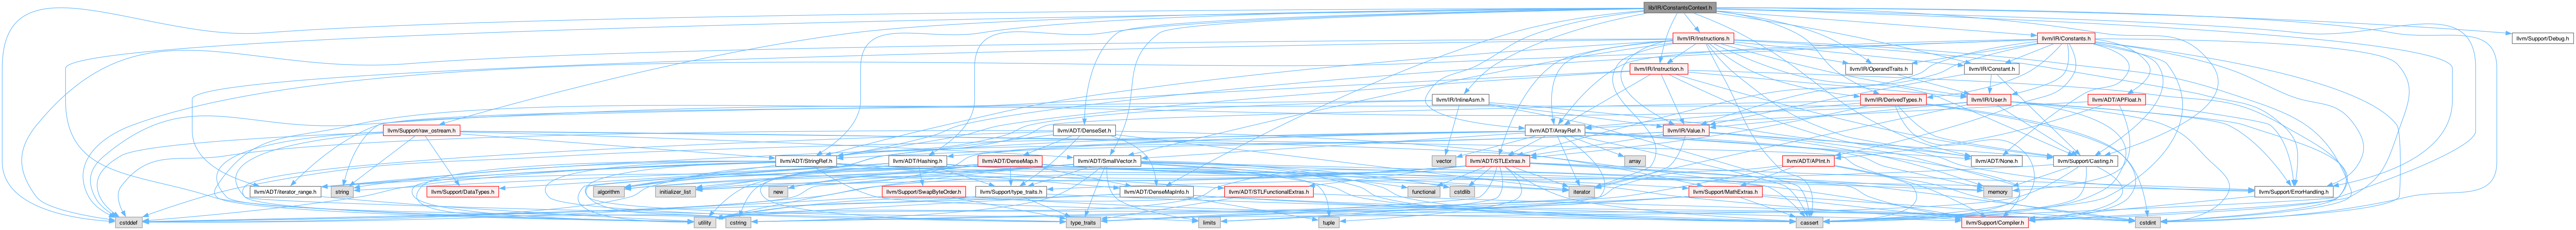 lib/IR/ConstantsContext.h
llvm/IR/Instructions.h
llvm/IR/Constants.h
llvm/Support/Debug.h
llvm/IR/Instruction.h
llvm/IR/OperandTraits.h
llvm/IR/Constant.h
llvm/IR/InlineAsm.h
llvm/IR/DerivedTypes.h
llvm/IR/User.h
llvm/ADT/APFloat.h
llvm/Support/raw_ostream.h
llvm/ADT/DenseSet.h
llvm/ADT/ArrayRef.h
llvm/IR/Value.h
llvm/ADT/StringRef.h
llvm/ADT/Hashing.h
llvm/ADT/DenseMap.h
llvm/ADT/SmallVector.h
vector
llvm/ADT/STLExtras.h
array
llvm/ADT/APInt.h
llvm/ADT/None.h
llvm/Support/Casting.h
llvm/ADT/iterator_range.h
string
llvm/Support/DataTypes.h
algorithm
initializer_list
new
llvm/Support/SwapByteOrder.h
llvm/Support/type_traits.h
llvm/ADT/DenseMapInfo.h
llvm/ADT/STLFunctionalExtras.h
functional
cstdlib
iterator
llvm/Support/MathExtras.h
memory
llvm/Support/ErrorHandling.h
cstddef
utility
cstring
type_traits
limits
tuple
cassert
llvm/Support/Compiler.h
cstdint